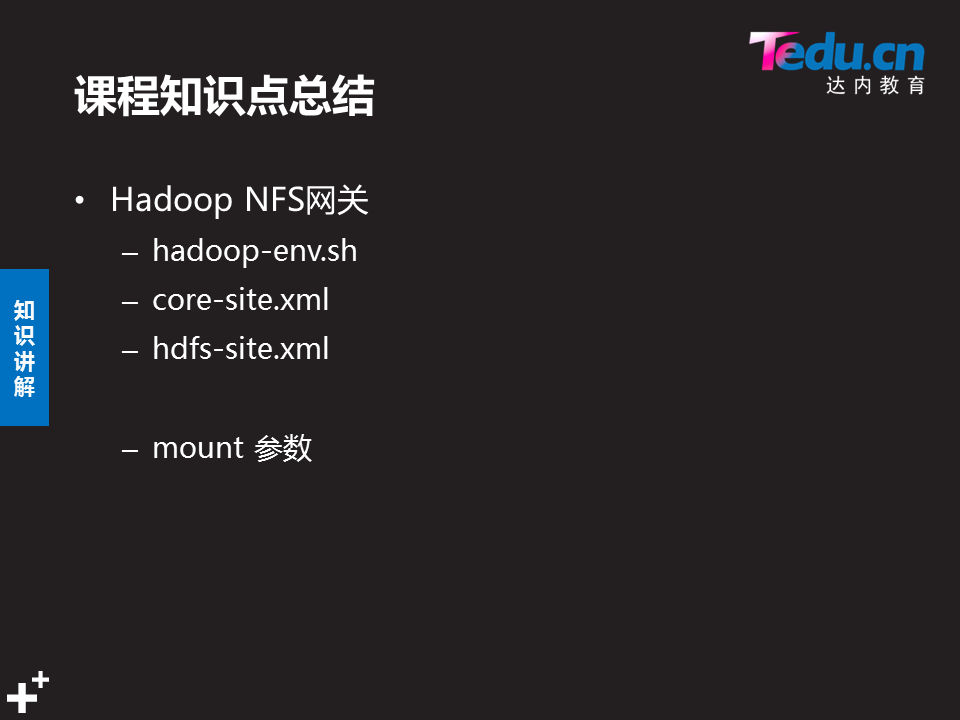 Tedu.cn
达内教育
课程知识点总结
• Hadoop NFS网关
– hadoop-env.sh
– core-site.xml
– hdfs-site.xml
– mount 参数
知
识
讲
解